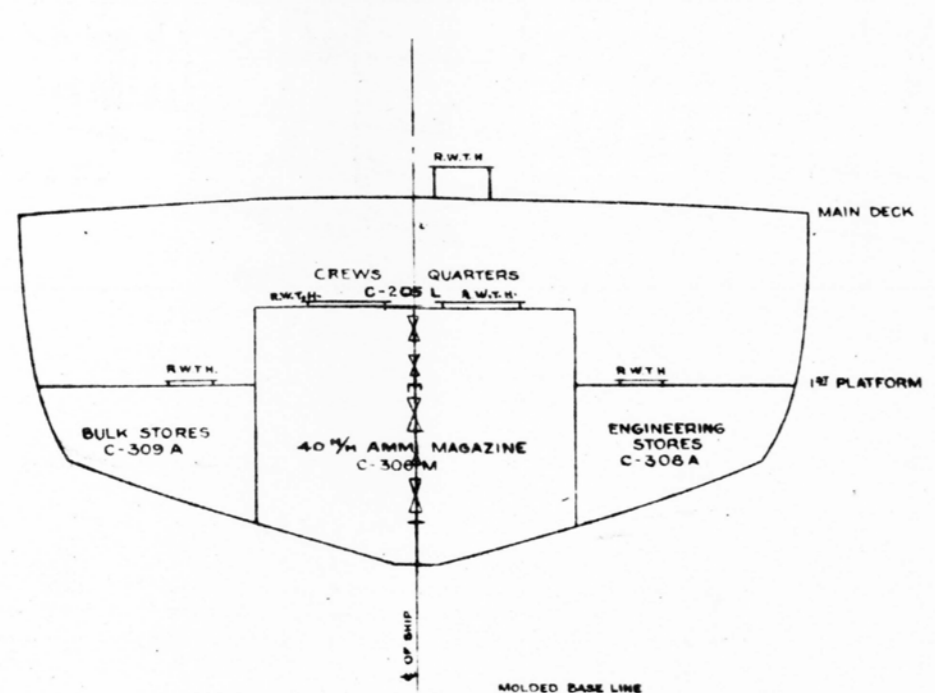 R.W.T.H
MAIN DECK
CREWS QUARTERS
C-205 L
R.W.T.H.
R.W.T.H.
R.W.T.H.
R.W.T.H
1ST PLATFORM
BULK STORES
C-309 A
40 M/M AMM. MAGAZINE
C-306 M
ENGINEERING
STORES
C-308 A
℄ OF SHIP
MOLDED BASE LINE